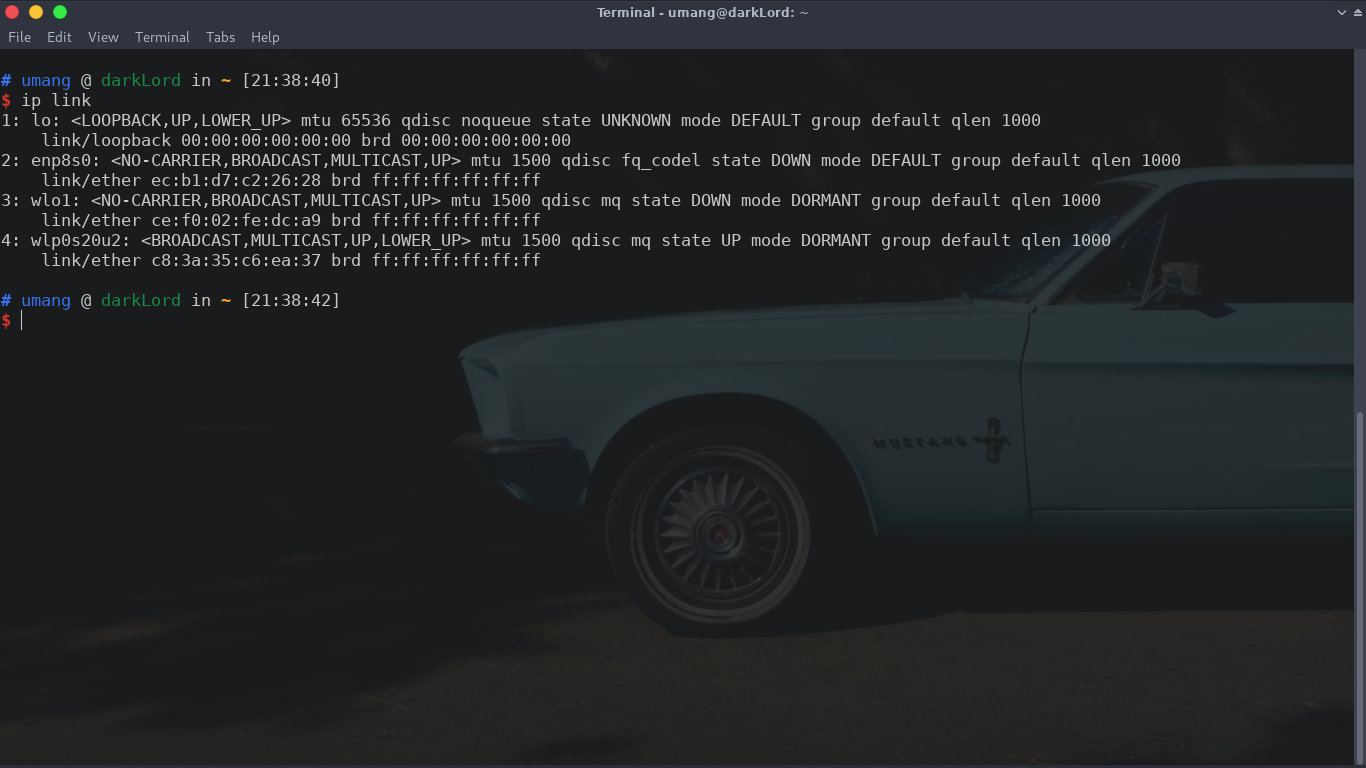 Terminal - umang@darkLord: ~
File Edit View Terminal Tabs Help
# umang @ darkLord in ~ [21:38:40]
$ ip link
1: lo: <LOOPBACK,UP,LOWER_UP> mtu 65536 qdisc noqueue state UNKNOWN mode DEFAULT group default qlen 1000
    link/loopback 00:00:00:00:00:00 brd 00:00:00:00:00:00
2: enp8s0: <NO-CARRIER,BROADCAST,MULTICAST,UP> mtu 1500 qdisc fq_codel state DOWN mode DEFAULT group default qlen 1000
    link/ether ec:b1:d7:c2:26:28 brd ff:ff:ff:ff:ff:ff
3: wlo1: <NO-CARRIER,BROADCAST,MULTICAST,UP> mtu 1500 qdisc mq state DOWN mode DORMANT group default qlen 1000
    link/ether ce:f0:02:fe:dc:a9 brd ff:ff:ff:ff:ff:ff
4: wlp0s20u2: <BROADCAST,MULTICAST,UP,LOWER_UP> mtu 1500 qdisc mq state UP mode DORMANT group default qlen 1000
    link/ether c8:3a:35:c6:ea:37 brd ff:ff:ff:ff:ff:ff
# umang @ darkLord in ~ [21:38:42]
$
MUSTANG